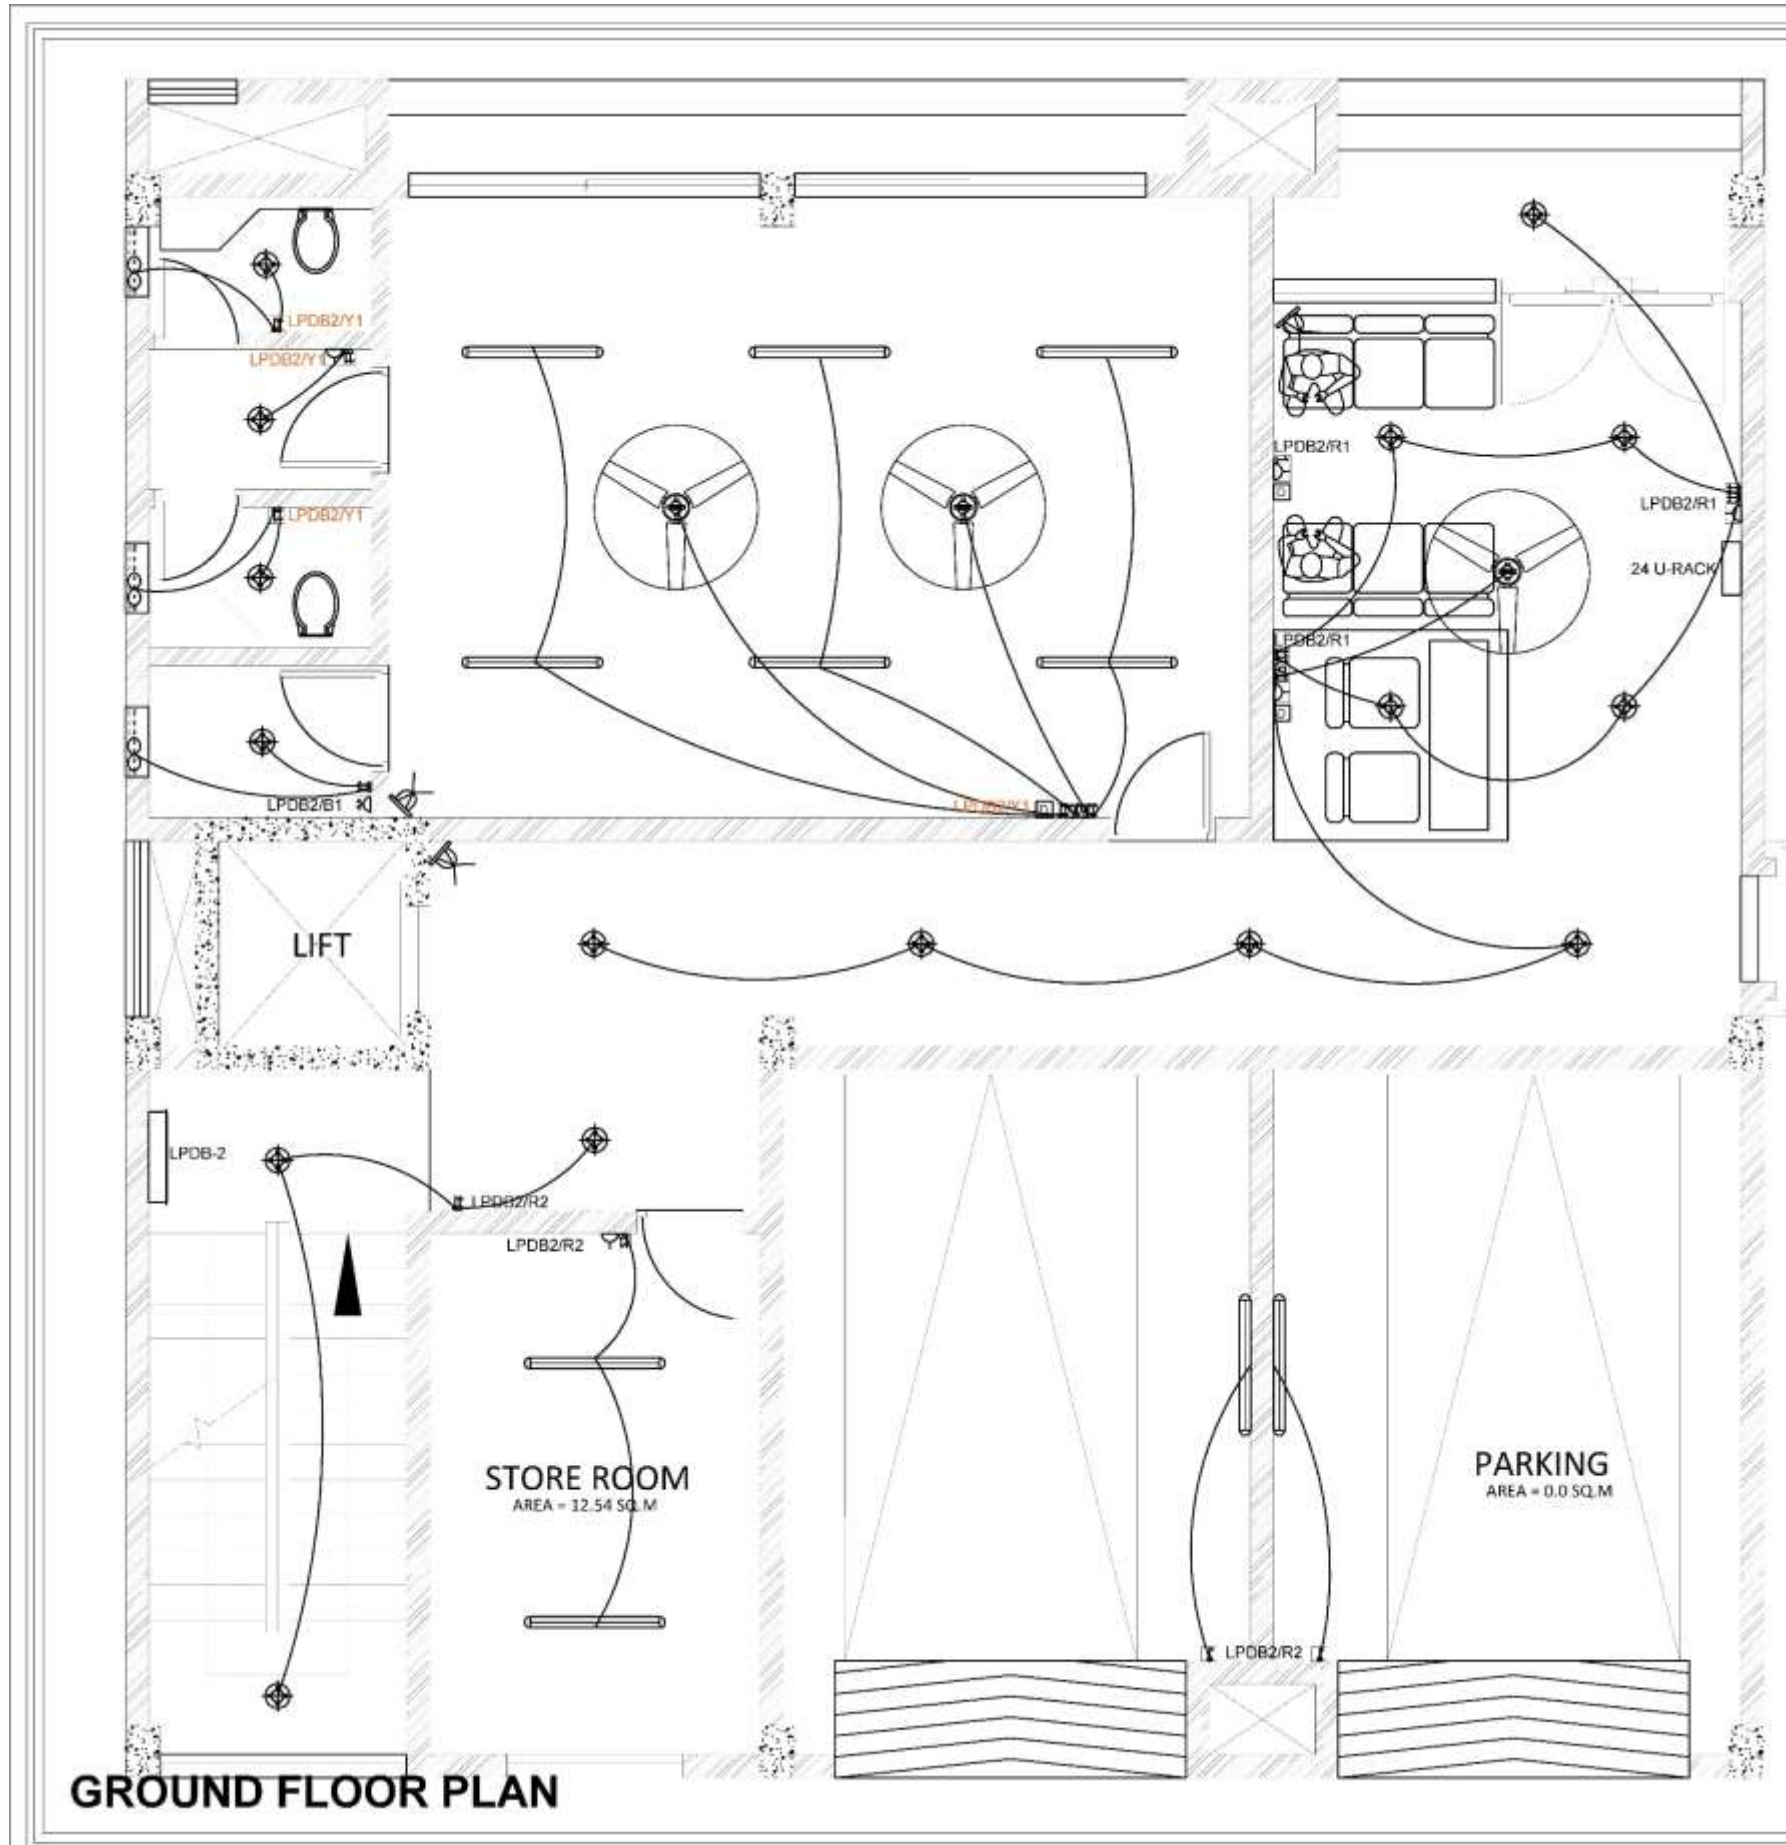 LPDB2/Y1
LPDB2/Y1
LPDB2/R1
LPDB2/R1
LPDB2/Y1
24 U-RACK
LPDB2/R1
LPDB2/B1
LPDB2/Y1
LIFT
LPDB-2
LPDB2/R2
LPDB2/R2
STORE ROOM
AREA = 12.54 SQ.M
PARKING
AREA = 0.0 SQ.M
LPDB2/R2
GROUND FLOOR PLAN